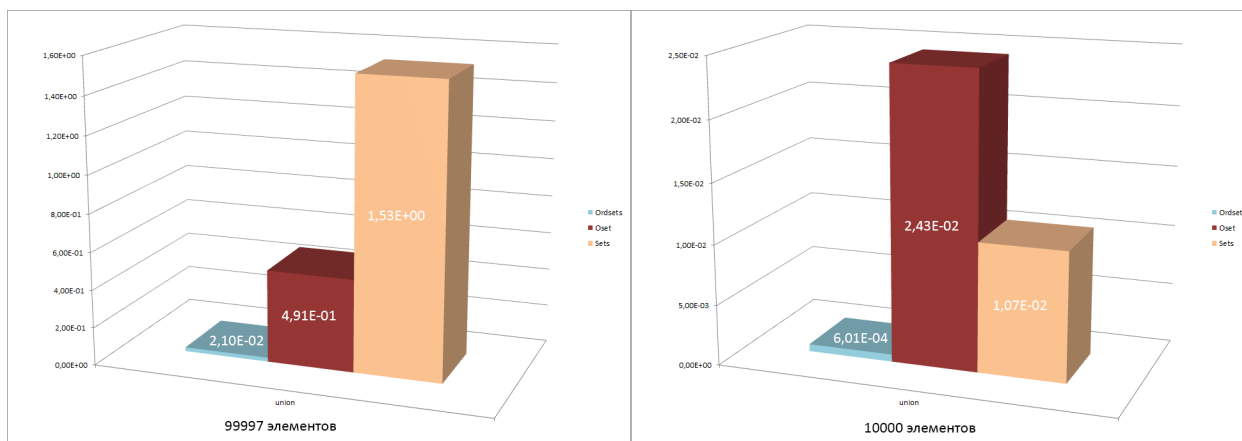 1,60E+00
1,40E+00
1,20E+00
1,00E+00
8,00E-01
6,00E-01
4,00E-01
2,00E-01
0,00E+00
2,10E-02
4,91E-01
1,53E+00
union
Ordsets
Oset
Sets
99997 элементов
2,50E-02
2,00E-02
1,50E-02
1,00E-02
5,00E-03
0,00E+00
6,01E-04
2,43E-02
1,07E-02
union
Ordset
Oset
Sets
10000 элементов